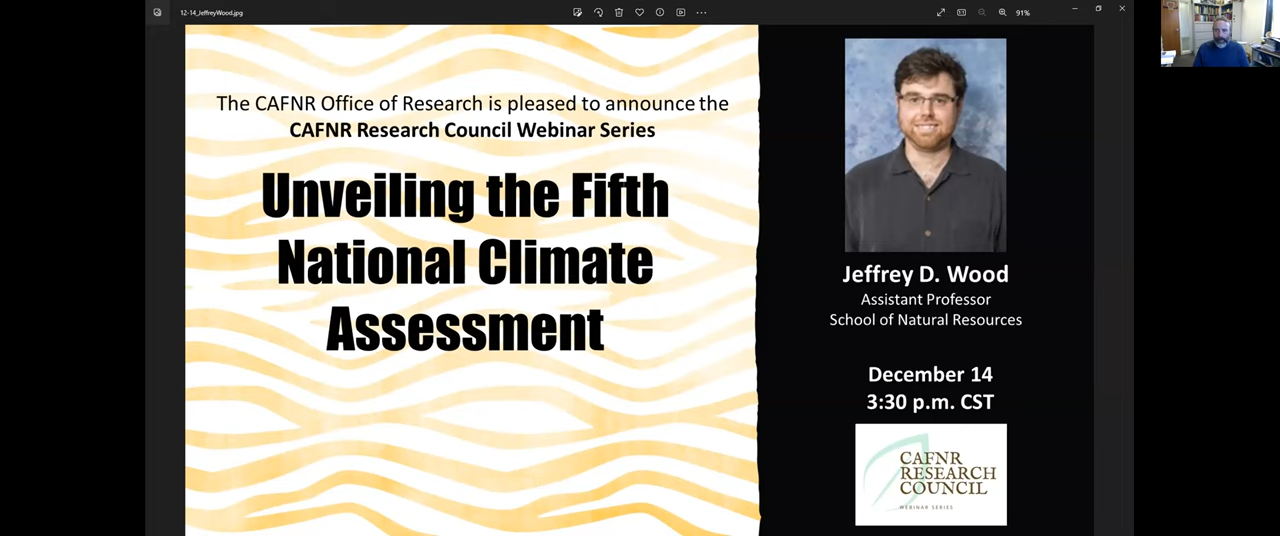 12-14_JeffreyWood.jpg
91%
The CAFNR Office of Research is pleased to announce the
CAFNR Research Council Webinar Series
Unveiling the Fifth
National Climate
Assessment
Jeffrey D. Wood
Assistant Professor
School of Natural Resources
December 14
3:30 p.m. CST
CAFNR
RESEARCH
COUNCIL
WEBINAR SERIES